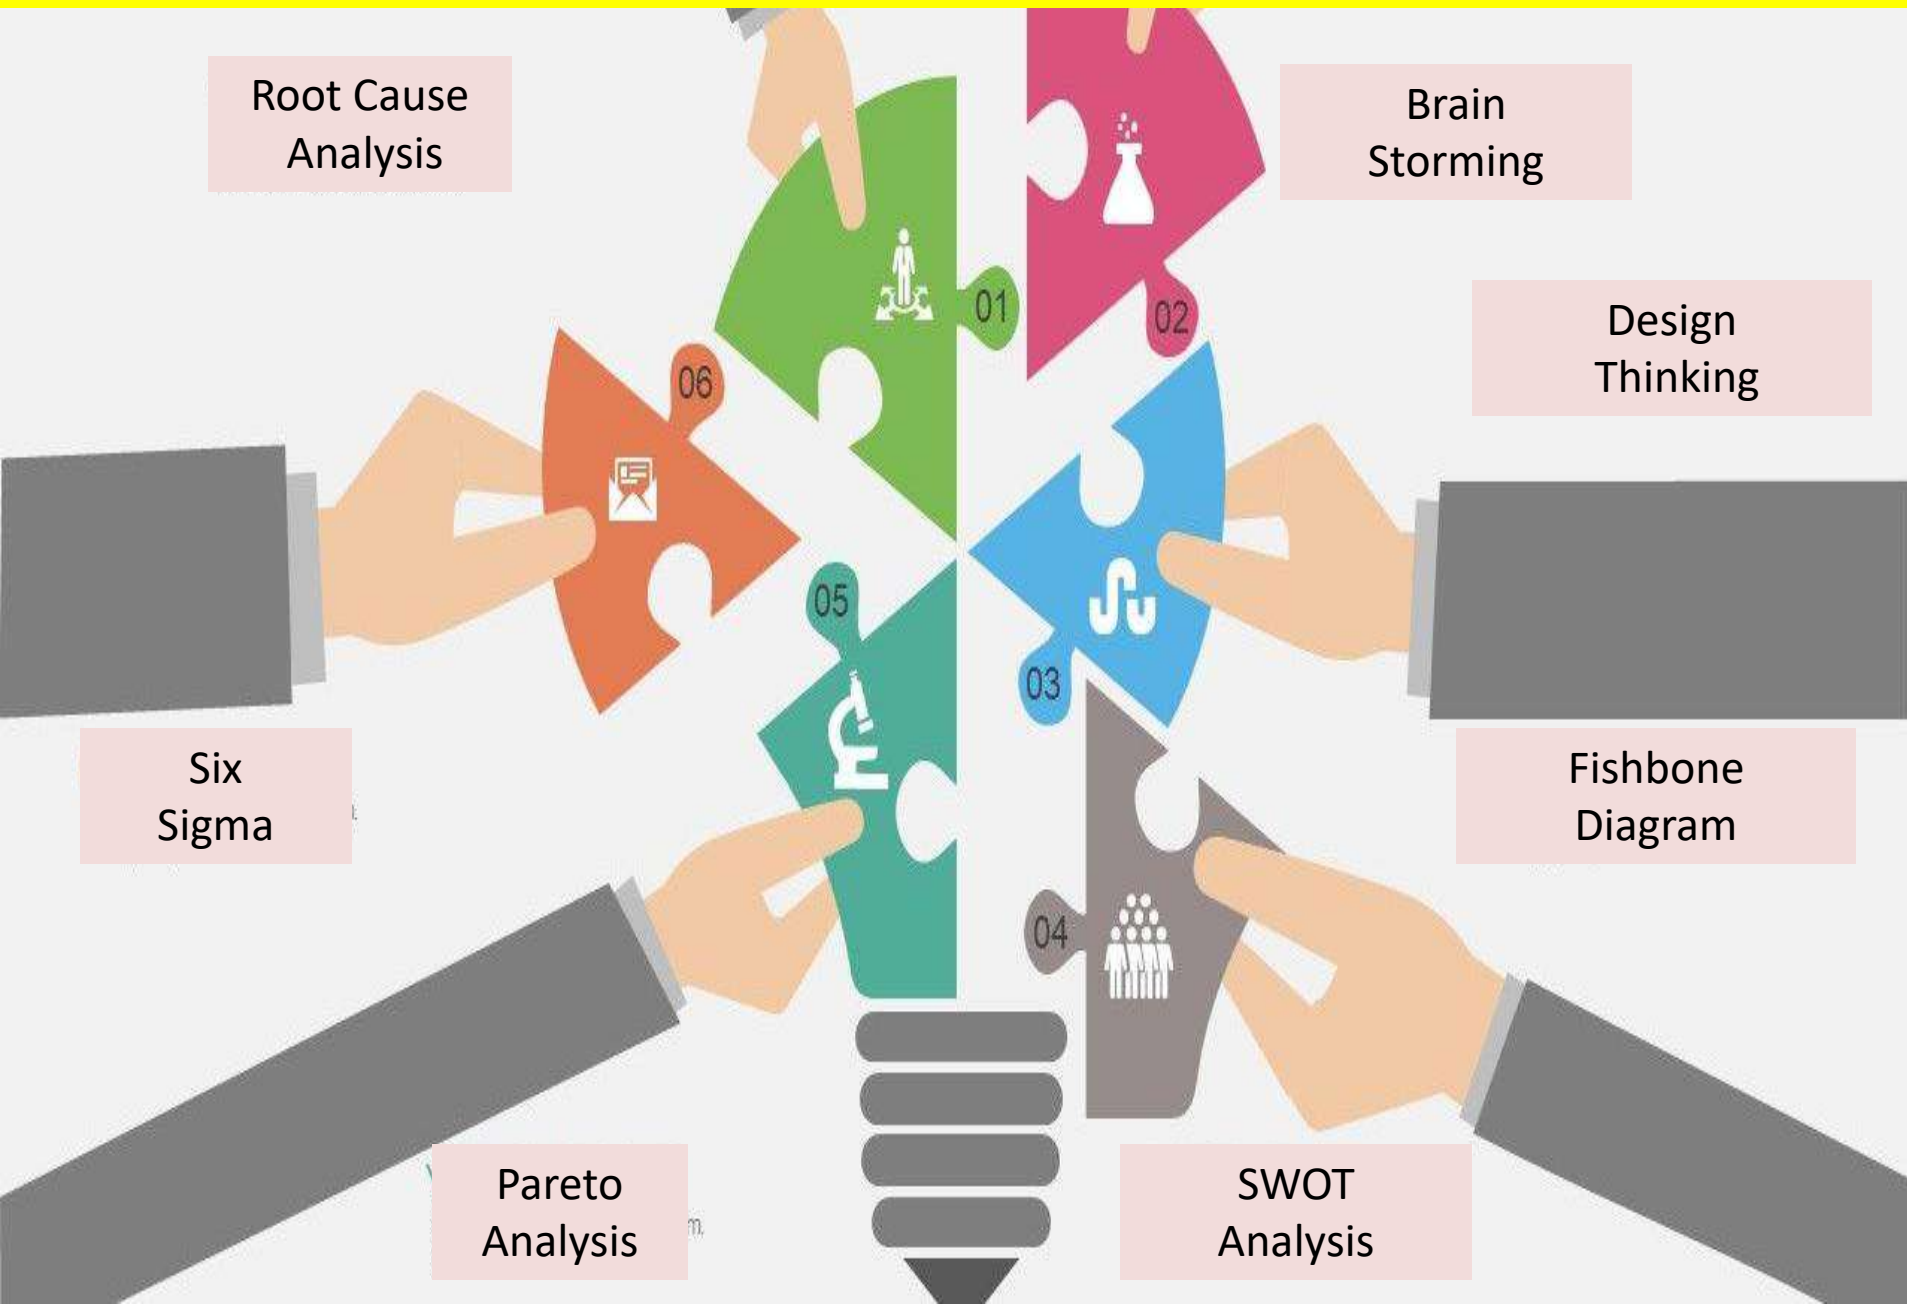 Root Cause
Analysis
Brain
Storming
01
02
Design
Thinking
06
05
03
Six
Sigma
Fishbone
Diagram
04
Pareto
Analysis
SWOT
Analysis
m,